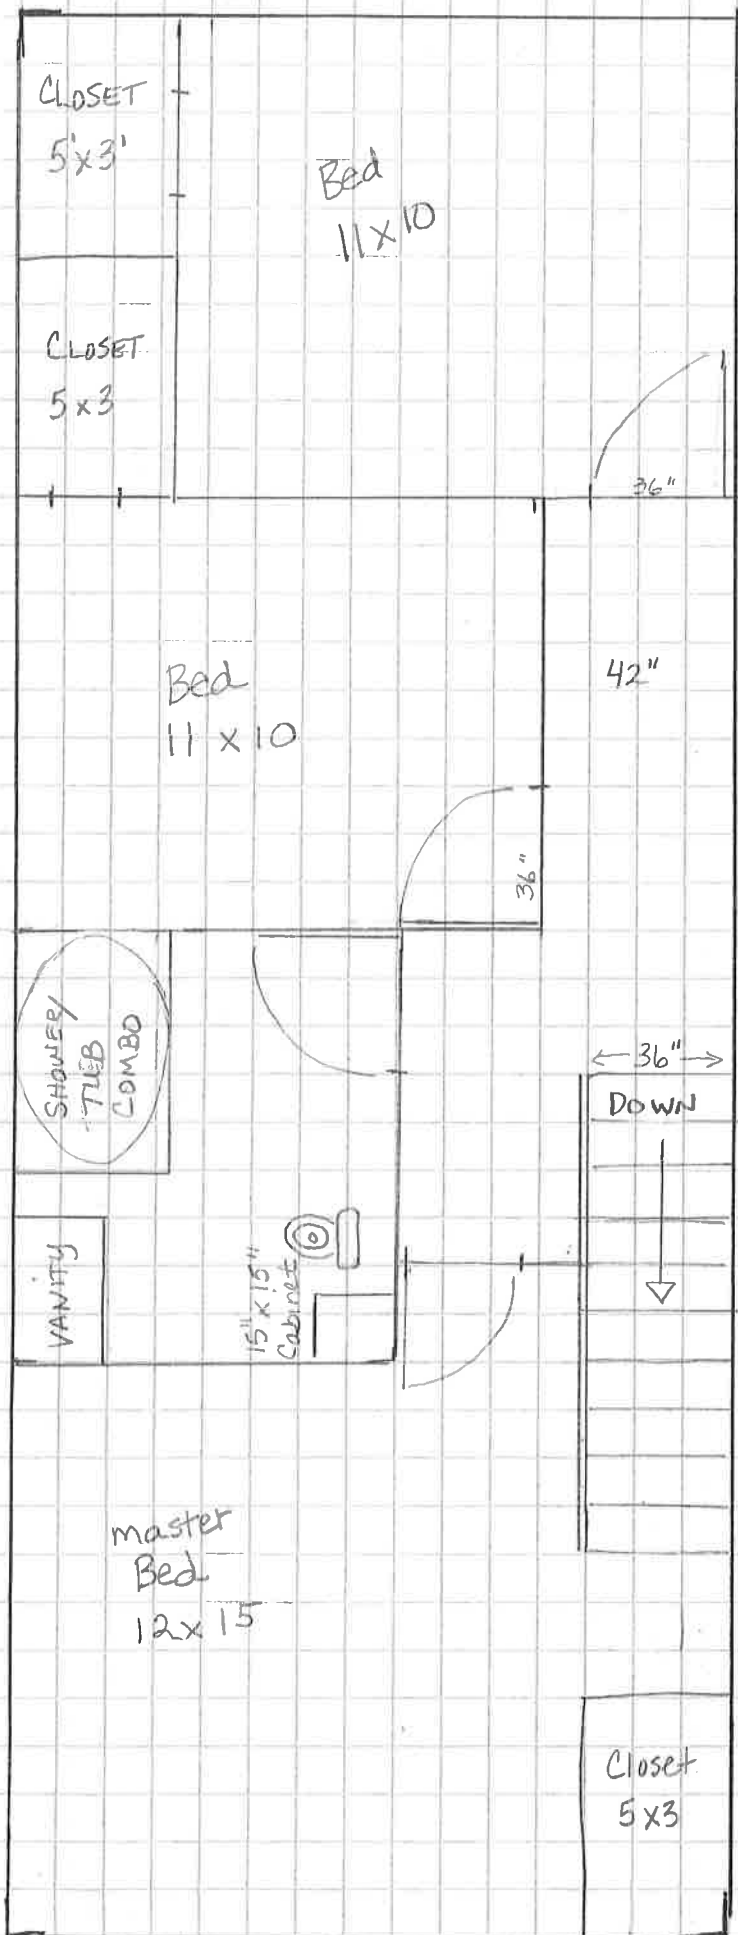 CLOSET
5'x3'
Bed
11x10
CLOSET
5x3
36"
Bed
11 x 10
42"
36"
SHOWER/
TUB
COMBO
36"
DOWN
VANITY
15"x15"
Cabinet
master
Bed
12x15
Closet
5x3